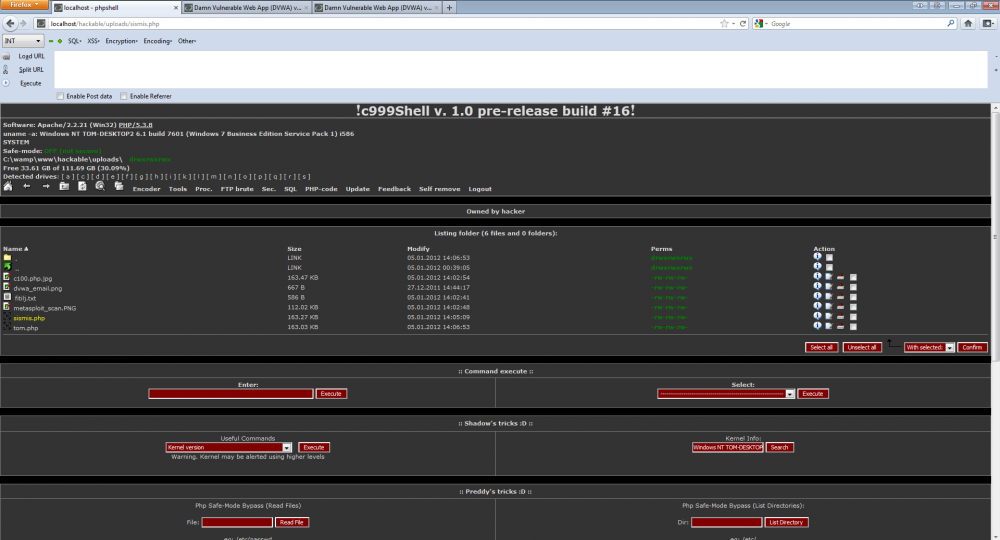 Firefox
localhost - phpshell
Damn Vulnerable Web App (DVWA) v...
Damn Vulnerable Web App (DVWA) v...
localhost/hackable/uploads/sismis.php
Google
INT
SQL• XSS• Encryption• Encoding• Other•
Load URL
Split URL
Execute
Enable Post data Enable Referrer
!c999Shell v. 1.0 pre-release build #16!
Software: Apache/2.2.21 (Win32) PHP/5.3.8
uname -a: Windows NT TOM-DESKTOP2 6.1 build 7601 (Windows 7 Business Edition Service Pack 1) i586
SYSTEM
Safe-mode: OFF (not secure)
C:\wamp\www\hackable\uploads\ drwxrwxrwx
Free 33.61 GB of 111.69 GB (30.09%)
Detected drives: [ a ] [ c ] [ d ] [ e ] [ f ] [ g ] [ h ] [ i ] [ k ] [ l ] [ m ] [ n ] [ o ] [ p ] [ q ] [ r ] [ s ]
Encoder Tools Proc. FTP brute Sec. SQL PHP-code Update Feedback Self remove Logout
Owned by hacker
Listing folder (6 files and 0 folders):
Name Size Modify Perms Action
. LINK 05.01.2012 14:06:53 drwxrwxrwx
.. LINK 05.01.2012 00:39:05 drwxrwxrwx
c100.php.jpg 163.47 KB 05.01.2012 14:02:54 -rw-rw-rw-
dvwa_email.png 667 B 27.12.2011 14:44:17 -rw-rw-rw-
fitilj.txt 586 B 05.01.2012 14:02:41 -rw-rw-rw-
metasploit_scan.PNG 112.02 KB 05.01.2012 14:02:48 -rw-rw-rw-
sismis.php 163.27 KB 05.01.2012 14:05:09 -rw-rw-rw-
tom.php 163.03 KB 05.01.2012 14:06:53 -rw-rw-rw-
Select all Unselect all With selected: Confirm
:: Command execute ::
Enter: Select:
Execute Execute
:: Shadow's tricks :D ::
Useful Commands Kernel Info:
Kernel version Execute Windows NT TOM-DESKTOP Search
Warning. Kernel may be alerted using higher levels
:: Preddy's tricks :D ::
Php Safe-Mode Bypass (Read Files) Php Safe-Mode Bypass (List Directories):
File: Read File Dir: List Directory
eg: /etc/passwd eg: /etc/